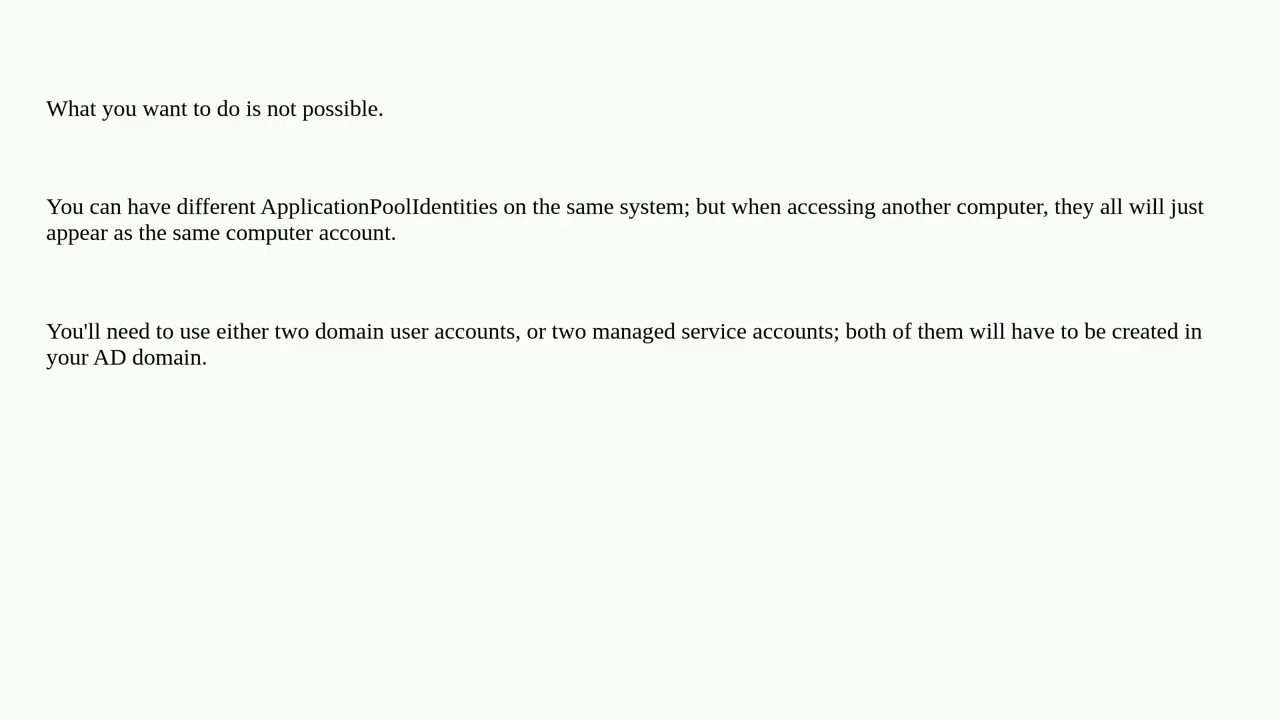 What you want to do is not possible.
You can have different ApplicationPoolIdentities on the same system; but when accessing another computer, they all will just
appear as the same computer account.
You'll need to use either two domain user accounts, or two managed service accounts; both of them will have to be created in
your AD domain.